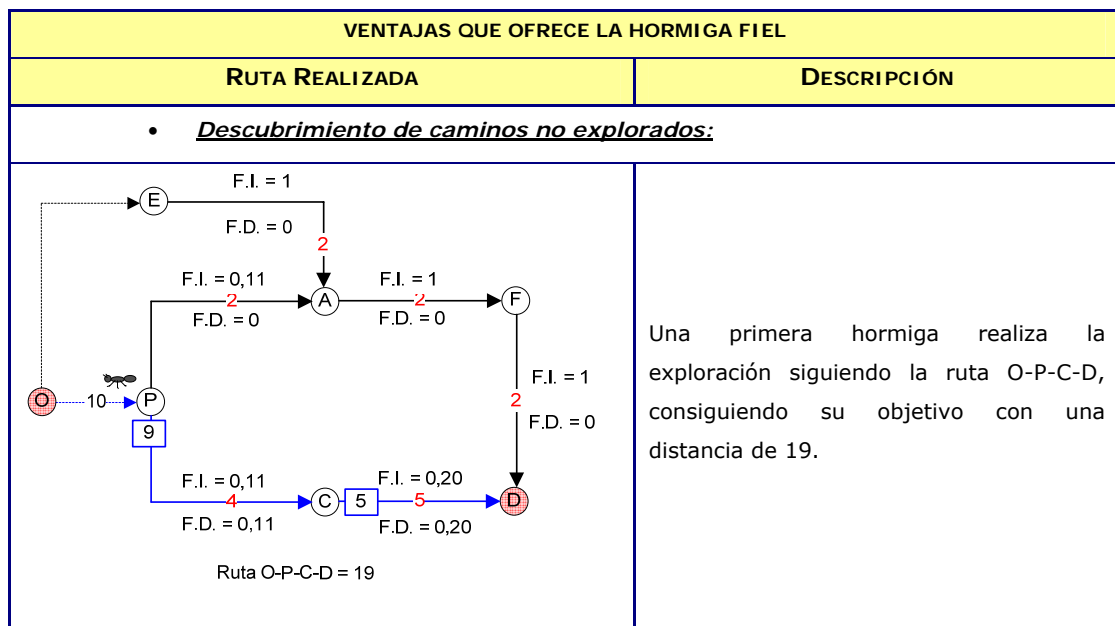 VENTAJAS QUE OFRECE LA HORMIGA FIEL
RUTA REALIZADA
DESCRIPCIÓN
• Descubrimiento de caminos no explorados:
F.I. = 1
E
F.D. = 0
2
F.I. = 0,11
2
F.D. = 0
A
F.I. = 1
2
F.D. = 0
F
F.I. = 1
2
F.D. = 0
O
10
P
9
F.I. = 0,11
4
F.D. = 0,11
C
5
F.I. = 0,20
5
F.D. = 0,20
D
Ruta O-P-C-D = 19
Una primera hormiga realiza la
exploración siguiendo la ruta O-P-C-D,
consiguiendo su objetivo con una
distancia de 19.